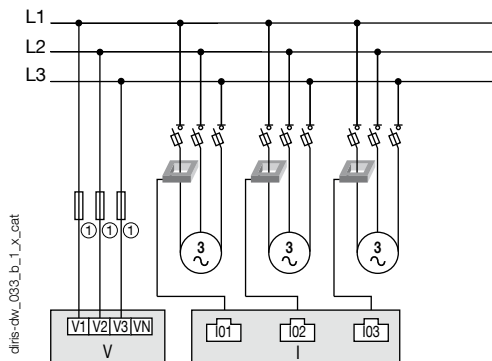 L1
L2
L3
1 1 1
3 3 3
~ ~ ~
V1 V2 V3 VN
I01 I02 I03
V I
diris-dw_033_b_1_x_cat